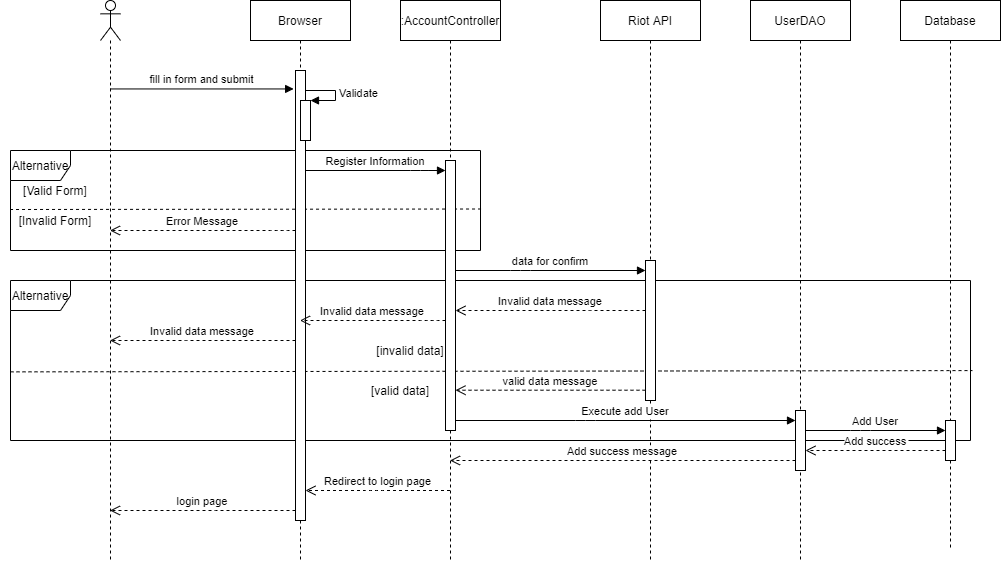 Browser
:AccountController
Riot API
UserDAO
Database
fill in form and submit
Validate
Alternative
Register Information
[Valid Form]
[Invalid Form]
Error Message
data for confirm
Alternative
Invalid data message
Invalid data message
Invalid data message
[invalid data]
valid data message
[valid data]
Execute add User
Add User
Add success
Add success message
Redirect to login page
login page